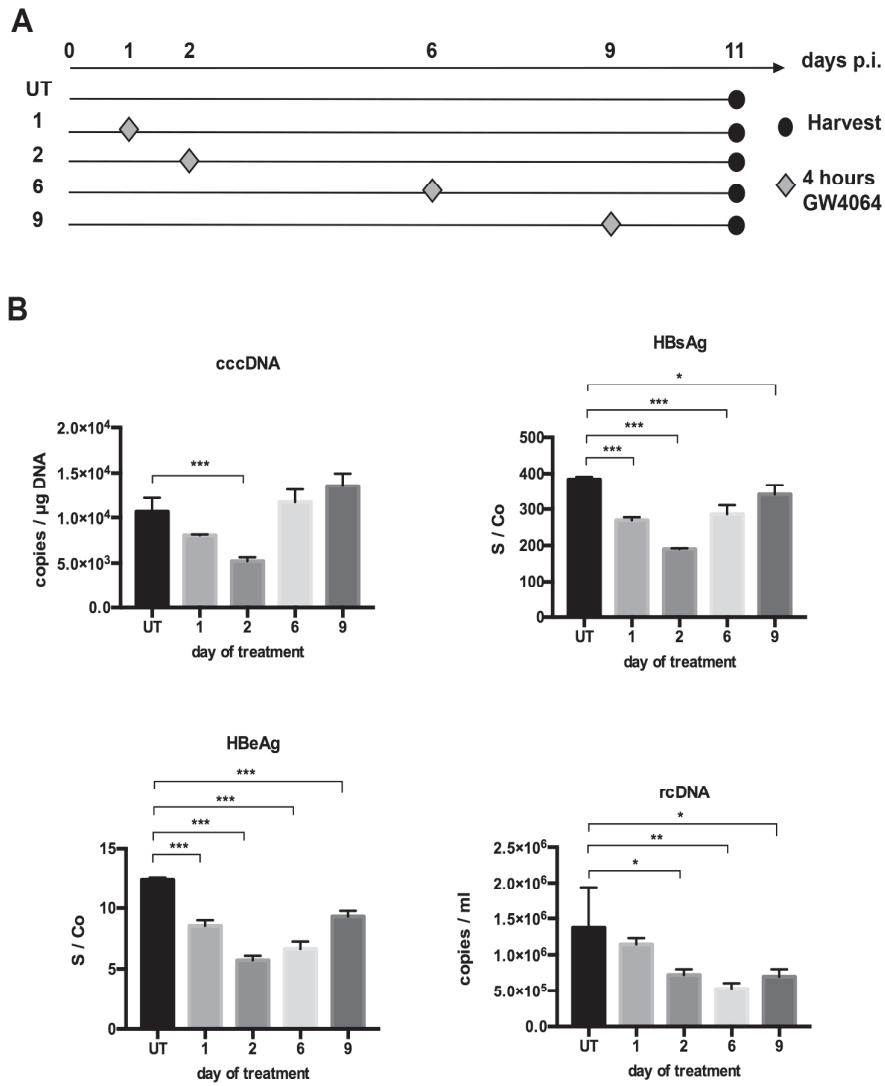 A
0 1 2 6 9 11 days p.i.
UT
1
2
6
9
Harvest
4 hours
GW4064
B
cccDNA
***
2.0×10⁴
1.5×10⁴
1.0×10⁴
5.0×10³
0.0
copies / µg DNA
UT 1 2 6 9
day of treatment
HBsAg
*
***
***
***
500
400
300
200
100
0
S / Co
UT 1 2 6 9
day of treatment
HBeAg
***
***
***
***
15
10
5
0
S / Co
UT 1 2 6 9
day of treatment
rcDNA
*
**
*
2.5×10⁶
2.0×10⁶
1.5×10⁶
1.0×10⁶
5.0×10⁵
0.0
copies / ml
UT 1 2 6 9
day of treatment